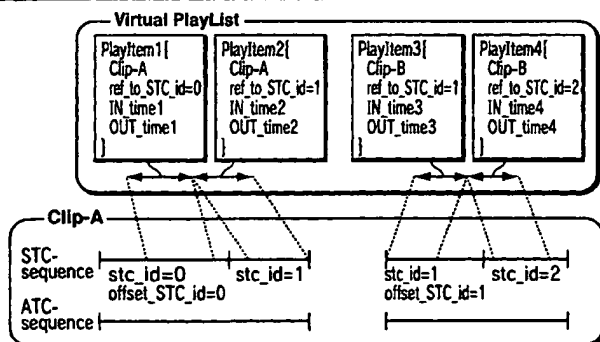 Virtual PlayList
PlayItem1{
Clip-A
ref_to_STC_id=0
IN_time1
OUT_time1
}
PlayItem2{
Clip-A
ref_to_STC_id=1
IN_time2
OUT_time2
}
PlayItem3{
Clip-B
ref_to_STC_id=1
IN_time3
OUT_time3
}
PlayItem4{
Clip-B
ref_to_STC_id=2
IN_time4
OUT_time4
}
Clip-A
STC-
sequence
stc_id=0
offset_STC_id=0
stc_id=1
stc_id=1
offset_STC_id=1
stc_id=2
ATC-
sequence